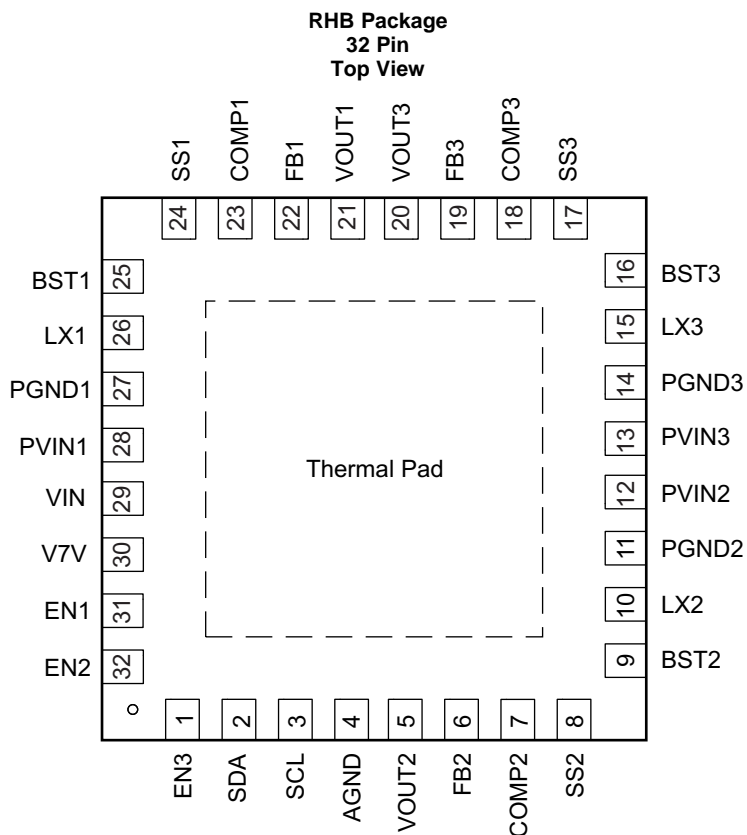 RHB Package
32 Pin
Top View
SS1
COMP1
FB1
VOUT1
VOUT3
FB3
COMP3
SS3
24
23
22
21
20
19
18
17
BST1
25
16
BST3
LX1
26
15
LX3
PGND1
27
14
PGND3
PVIN1
28
13
PVIN3
Thermal Pad
VIN
29
12
PVIN2
V7V
30
11
PGND2
EN1
31
10
LX2
EN2
32
9
BST2
1
2
3
4
5
6
7
8
EN3
SDA
SCL
AGND
VOUT2
FB2
COMP2
SS2